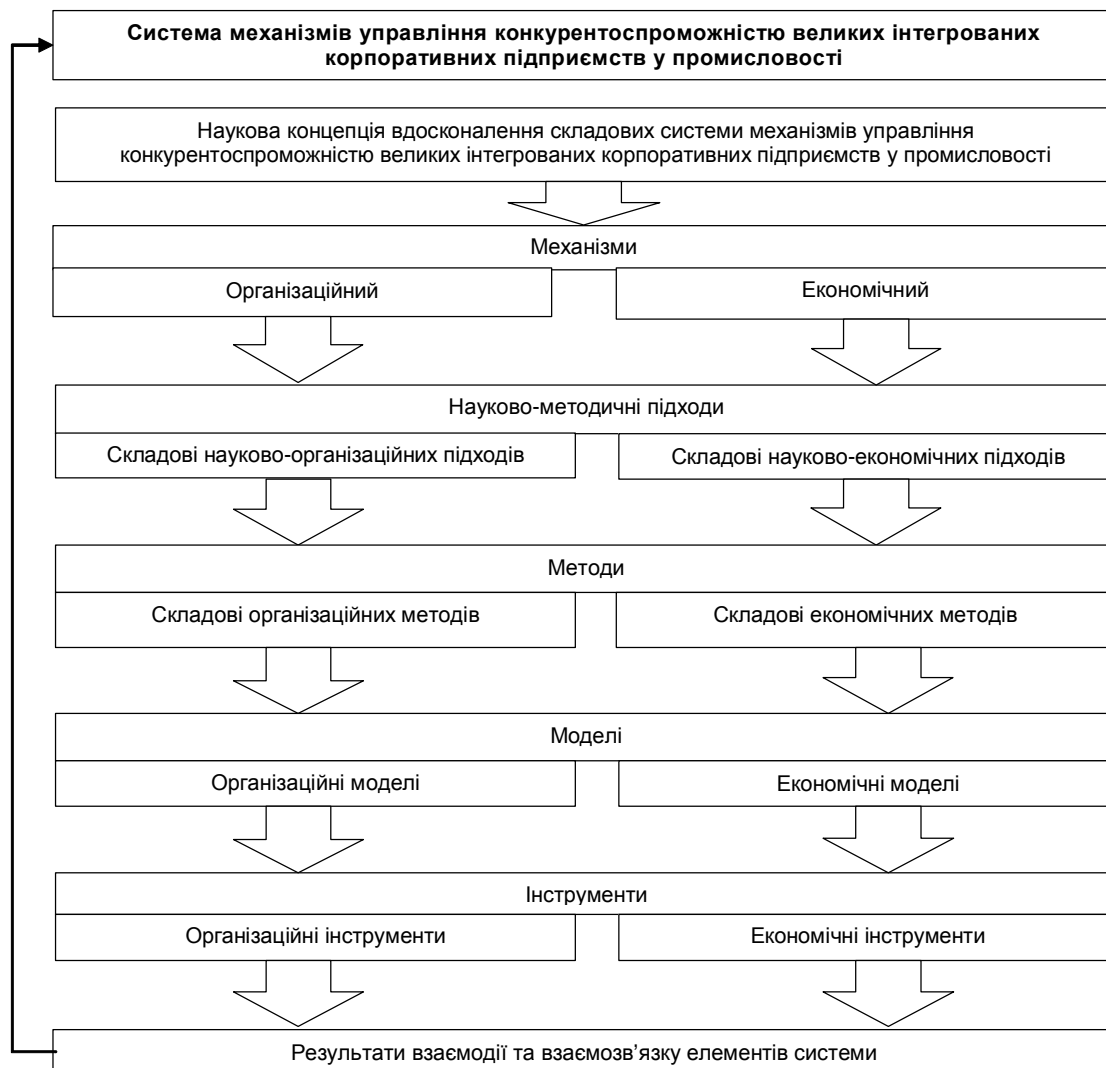 Система механізмів управління конкурентоспроможністю великих інтегрованих
корпоративних підприємств у промисловості
Наукова концепція вдосконалення складових системи механізмів управління
конкурентоспроможністю великих інтегрованих корпоративних підприємств у промисловості
Механізми
Організаційний
Економічний
Науково-методичні підходи
Складові науково-організаційних підходів
Складові науково-економічних підходів
Методи
Складові організаційних методів
Складові економічних методів
Моделі
Організаційні моделі
Економічні моделі
Інструменти
Організаційні інструменти
Економічні інструменти
Результати взаємодії та взаємозв’язку елементів системи